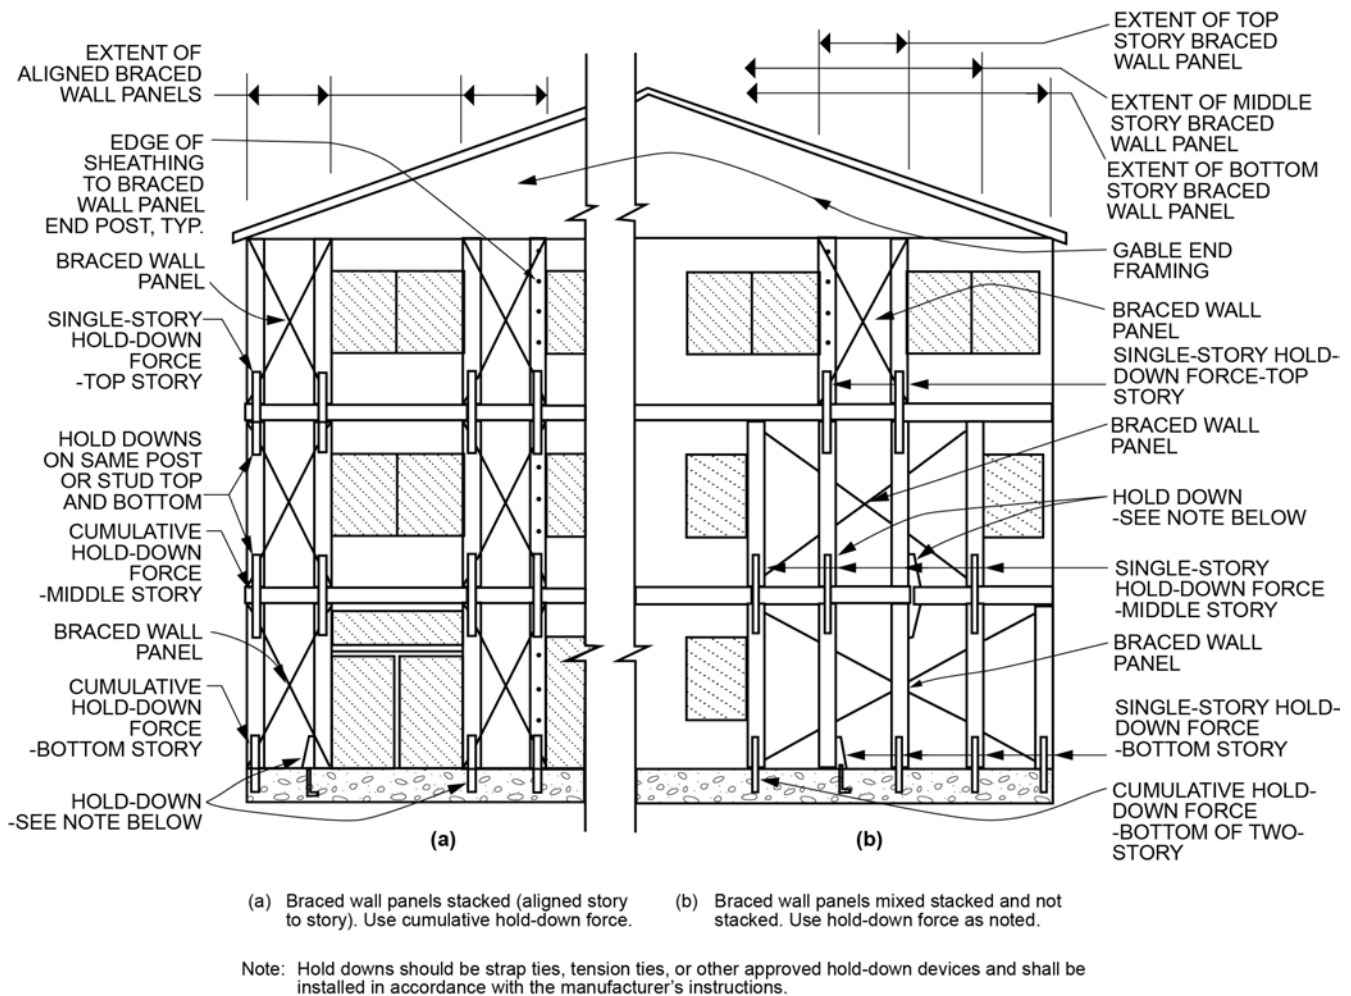 EXTENT OF
ALIGNED BRACED
WALL PANELS
EDGE OF
SHEATHING
TO BRACED
WALL PANEL
END POST, TYP.
BRACED WALL
PANEL
SINGLE-STORY
HOLD-DOWN
FORCE
-TOP STORY
HOLD DOWNS
ON SAME POST
OR STUD TOP
AND BOTTOM
CUMULATIVE
HOLD-DOWN
FORCE
-MIDDLE STORY
BRACED WALL
PANEL
CUMULATIVE
HOLD-DOWN
FORCE
-BOTTOM STORY
HOLD-DOWN
-SEE NOTE BELOW
(a)
EXTENT OF TOP
STORY BRACED
WALL PANEL
EXTENT OF MIDDLE
STORY BRACED
WALL PANEL
EXTENT OF BOTTOM
STORY BRACED
WALL PANEL
GABLE END
FRAMING
BRACED WALL
PANEL
SINGLE-STORY HOLD-
DOWN FORCE-TOP
STORY
BRACED WALL
PANEL
HOLD DOWN
-SEE NOTE BELOW
SINGLE-STORY
HOLD-DOWN FORCE
-MIDDLE STORY
BRACED WALL
PANEL
SINGLE-STORY HOLD-
DOWN FORCE
-BOTTOM STORY
CUMULATIVE HOLD-
DOWN FORCE
-BOTTOM OF TWO-
STORY
(b)
(a) Braced wall panels stacked (aligned story
to story). Use cumulative hold-down force.
(b) Braced wall panels mixed stacked and not
stacked. Use hold-down force as noted.
Note: Hold downs should be strap ties, tension ties, or other approved hold-down devices and shall be
installed in accordance with the manufacturer's instructions.